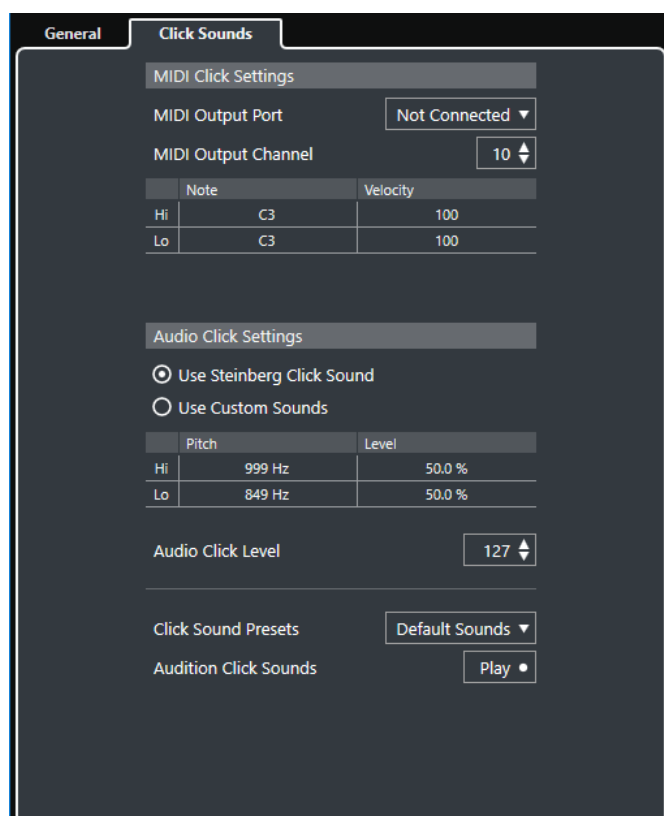 General Click Sounds
MIDI Click Settings
MIDI Output Port Not Connected
MIDI Output Channel 10
Note Velocity
Hi C3 100
Lo C3 100
Audio Click Settings
Use Steinberg Click Sound
Use Custom Sounds
Pitch Level
Hi 999 Hz 50.0 %
Lo 849 Hz 50.0 %
Audio Click Level 127
Click Sound Presets Default Sounds
Audition Click Sounds Play